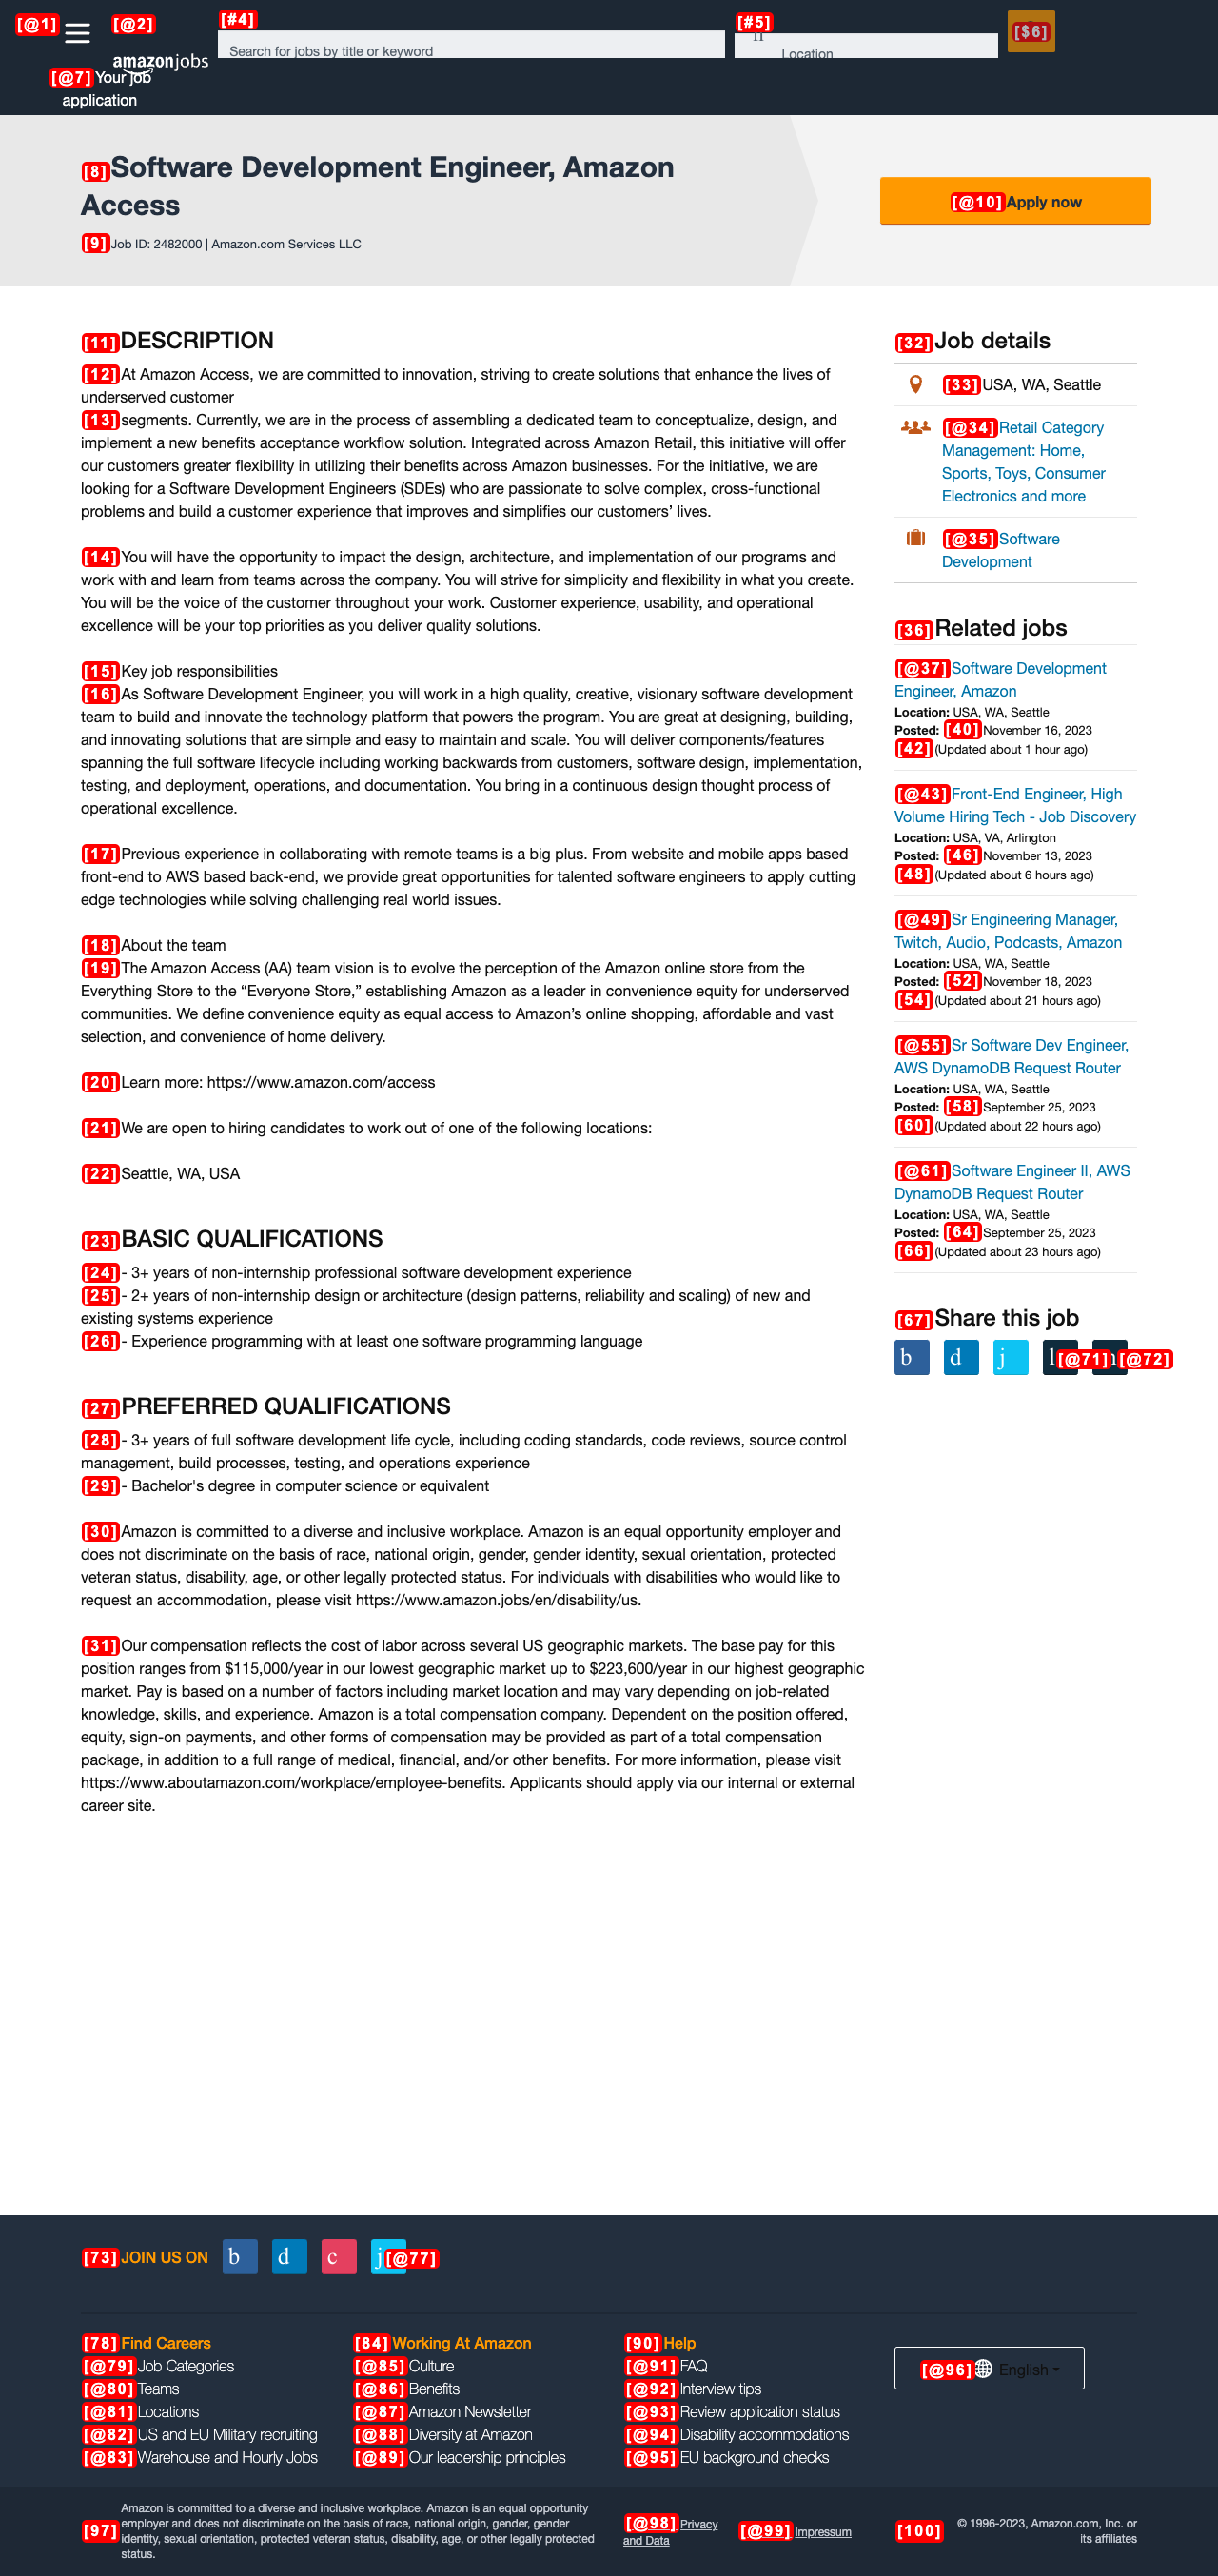 [@1] [@2] [#4] [#5] [$6]
Search for jobs by title or keyword
Location
amazonjobs
[@7] Your job
application
[8] Software Development Engineer, Amazon
Access
[9] Job ID: 2482000 | Amazon.com Services LLC
[@10] Apply now
[11] DESCRIPTION
[12] At Amazon Access, we are committed to innovation, striving to create solutions that enhance the lives of
underserved customer
[13] segments. Currently, we are in the process of assembling a dedicated team to conceptualize, design, and
implement a new benefits acceptance workflow solution. Integrated across Amazon Retail, this initiative will offer
our customers greater flexibility in utilizing their benefits across Amazon businesses. For the initiative, we are
looking for a Software Development Engineers (SDEs) who are passionate to solve complex, cross-functional
problems and build a customer experience that improves and simplifies our customers’ lives.
[14] You will have the opportunity to impact the design, architecture, and implementation of our programs and
work with and learn from teams across the company. You will strive for simplicity and flexibility in what you create.
You will be the voice of the customer throughout your work. Customer experience, usability, and operational
excellence will be your top priorities as you deliver quality solutions.
[15] Key job responsibilities
[16] As Software Development Engineer, you will work in a high quality, creative, visionary software development
team to build and innovate the technology platform that powers the program. You are great at designing, building,
and innovating solutions that are simple and easy to maintain and scale. You will deliver components/features
spanning the full software lifecycle including working backwards from customers, software design, implementation,
testing, and deployment, operations, and documentation. You bring in a continuous design thought process of
operational excellence.
[17] Previous experience in collaborating with remote teams is a big plus. From website and mobile apps based
front-end to AWS based back-end, we provide great opportunities for talented software engineers to apply cutting
edge technologies while solving challenging real world issues.
[18] About the team
[19] The Amazon Access (AA) team vision is to evolve the perception of the Amazon online store from the
Everything Store to the “Everyone Store,” establishing Amazon as a leader in convenience equity for underserved
communities. We define convenience equity as equal access to Amazon’s online shopping, affordable and vast
selection, and convenience of home delivery.
[20] Learn more: https://www.amazon.com/access
[21] We are open to hiring candidates to work out of one of the following locations:
[22] Seattle, WA, USA
[23] BASIC QUALIFICATIONS
[24] - 3+ years of non-internship professional software development experience
[25] - 2+ years of non-internship design or architecture (design patterns, reliability and scaling) of new and
existing systems experience
[26] - Experience programming with at least one software programming language
[27] PREFERRED QUALIFICATIONS
[28] - 3+ years of full software development life cycle, including coding standards, code reviews, source control
management, build processes, testing, and operations experience
[29] - Bachelor's degree in computer science or equivalent
[30] Amazon is committed to a diverse and inclusive workplace. Amazon is an equal opportunity employer and
does not discriminate on the basis of race, national origin, gender, gender identity, sexual orientation, protected
veteran status, disability, age, or other legally protected status. For individuals with disabilities who would like to
request an accommodation, please visit https://www.amazon.jobs/en/disability/us.
[31] Our compensation reflects the cost of labor across several US geographic markets. The base pay for this
position ranges from $115,000/year in our lowest geographic market up to $223,600/year in our highest geographic
market. Pay is based on a number of factors including market location and may vary depending on job-related
knowledge, skills, and experience. Amazon is a total compensation company. Dependent on the position offered,
equity, sign-on payments, and other forms of compensation may be provided as part of a total compensation
package, in addition to a full range of medical, financial, and/or other benefits. For more information, please visit
https://www.aboutamazon.com/workplace/employee-benefits. Applicants should apply via our internal or external
career site.
[32] Job details
[33] USA, WA, Seattle
[@34] Retail Category
Management: Home,
Sports, Toys, Consumer
Electronics and more
[@35] Software
Development
[36] Related jobs
[@37] Software Development
Engineer, Amazon
Location: USA, WA, Seattle
Posted: [40] November 16, 2023
[42] (Updated about 1 hour ago)
[@43] Front-End Engineer, High
Volume Hiring Tech - Job Discovery
Location: USA, VA, Arlington
Posted: [46] November 13, 2023
[48] (Updated about 6 hours ago)
[@49] Sr Engineering Manager,
Twitch, Audio, Podcasts, Amazon
Location: USA, WA, Seattle
Posted: [52] November 18, 2023
[54] (Updated about 21 hours ago)
[@55] Sr Software Dev Engineer,
AWS DynamoDB Request Router
Location: USA, WA, Seattle
Posted: [58] September 25, 2023
[60] (Updated about 22 hours ago)
[@61] Software Engineer II, AWS
DynamoDB Request Router
Location: USA, WA, Seattle
Posted: [64] September 25, 2023
[66] (Updated about 23 hours ago)
[67] Share this job
b d j l [@71] [@72]
[73] JOIN US ON b d c j [@77]
[78] Find Careers
[@79] Job Categories
[@80] Teams
[@81] Locations
[@82] US and EU Military recruiting
[@83] Warehouse and Hourly Jobs
[84] Working At Amazon
[@85] Culture
[@86] Benefits
[@87] Amazon Newsletter
[@88] Diversity at Amazon
[@89] Our leadership principles
[90] Help
[@91] FAQ
[@92] Interview tips
[@93] Review application status
[@94] Disability accommodations
[@95] EU background checks
[@96] English
[97] Amazon is committed to a diverse and inclusive workplace. Amazon is an equal opportunity
employer and does not discriminate on the basis of race, national origin, gender, gender
identity, sexual orientation, protected veteran status, disability, age, or other legally protected
status.
[@98] Privacy
and Data
[@99] Impressum
[100] © 1996-2023, Amazon.com, Inc. or
its affiliates